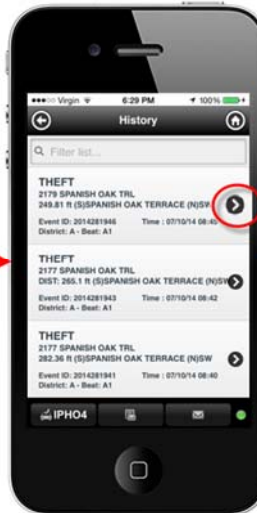 Virgin 6:29 PM 100%
History
Filter list...
THEFT
2179 SPANISH OAK TRL
249.81 ft (S)SPANISH OAK TERRACE (N)SW
Event ID: 2014281946 Time : 07/10/14 08:45
District: A - Beat: A1
THEFT
2177 SPANISH OAK TRL
DIST: 265.1 ft (S)SPANISH OAK TERRACE (N)SW
Event ID: 2014281943 Time : 07/10/14 08:42
District: A - Beat: A1
THEFT
2177 SPANISH OAK TRL
282.36 ft (S)SPANISH OAK TERRACE (N)SW
Event ID: 2014281941 Time : 07/10/14 08:40
District: A - Beat: A1
IPHO4